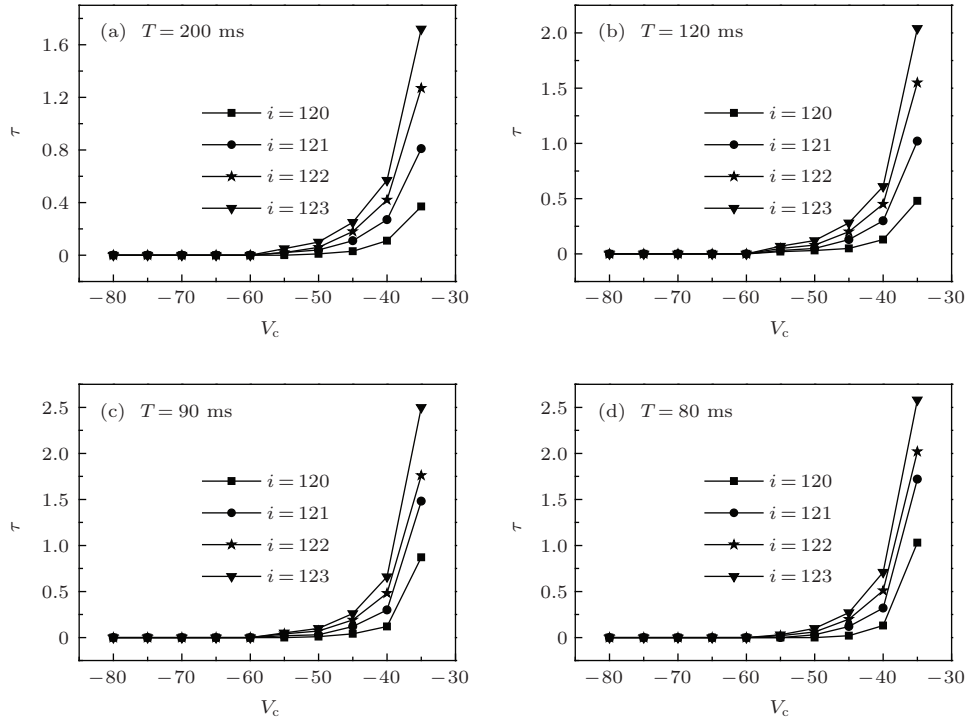 (a) T = 200 ms
1.6
1.2
0.8
0.4
0
τ
i = 120
i = 121
i = 122
i = 123
−80 −70 −60 −50 −40 −30
Vc
(b) T = 120 ms
2.0
1.5
1.0
0.5
0
τ
i = 120
i = 121
i = 122
i = 123
−80 −70 −60 −50 −40 −30
Vc
(c) T = 90 ms
2.5
2.0
1.5
1.0
0.5
0
τ
i = 120
i = 121
i = 122
i = 123
−80 −70 −60 −50 −40 −30
Vc
(d) T = 80 ms
2.5
2.0
1.5
1.0
0.5
0
τ
i = 120
i = 121
i = 122
i = 123
−80 −70 −60 −50 −40 −30
Vc